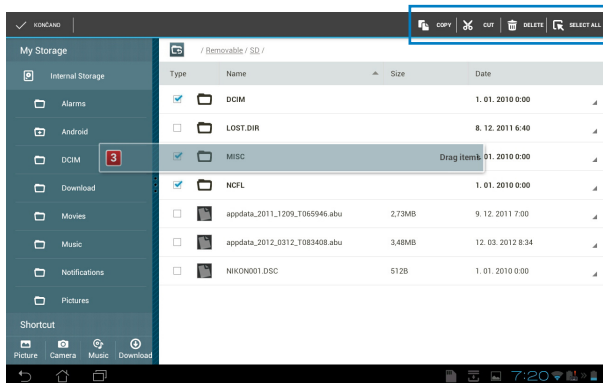 KONČANO COPY CUT DELETE SELECT ALL
My Storage / Removable / SD /
Internal Storage Type Name Size Date
Alarms DCIM 1. 01. 2010 0:00
Android LOST.DIR 8. 12. 2011 6:40
DCIM 3 MISC Drag items 01. 2010 0:00
Download NCFL 1. 01. 2010 0:00
Movies appdata_2011_1209_T065946.abu 2,73MB 9. 12. 2011 7:00
Music appdata_2012_0312_T083408.abu 3,48MB 12. 03. 2012 8:34
Notifications NIKON001.DSC 512B 1. 01. 2010 0:00
Pictures
Shortcut
Picture Camera Music Download
7:20